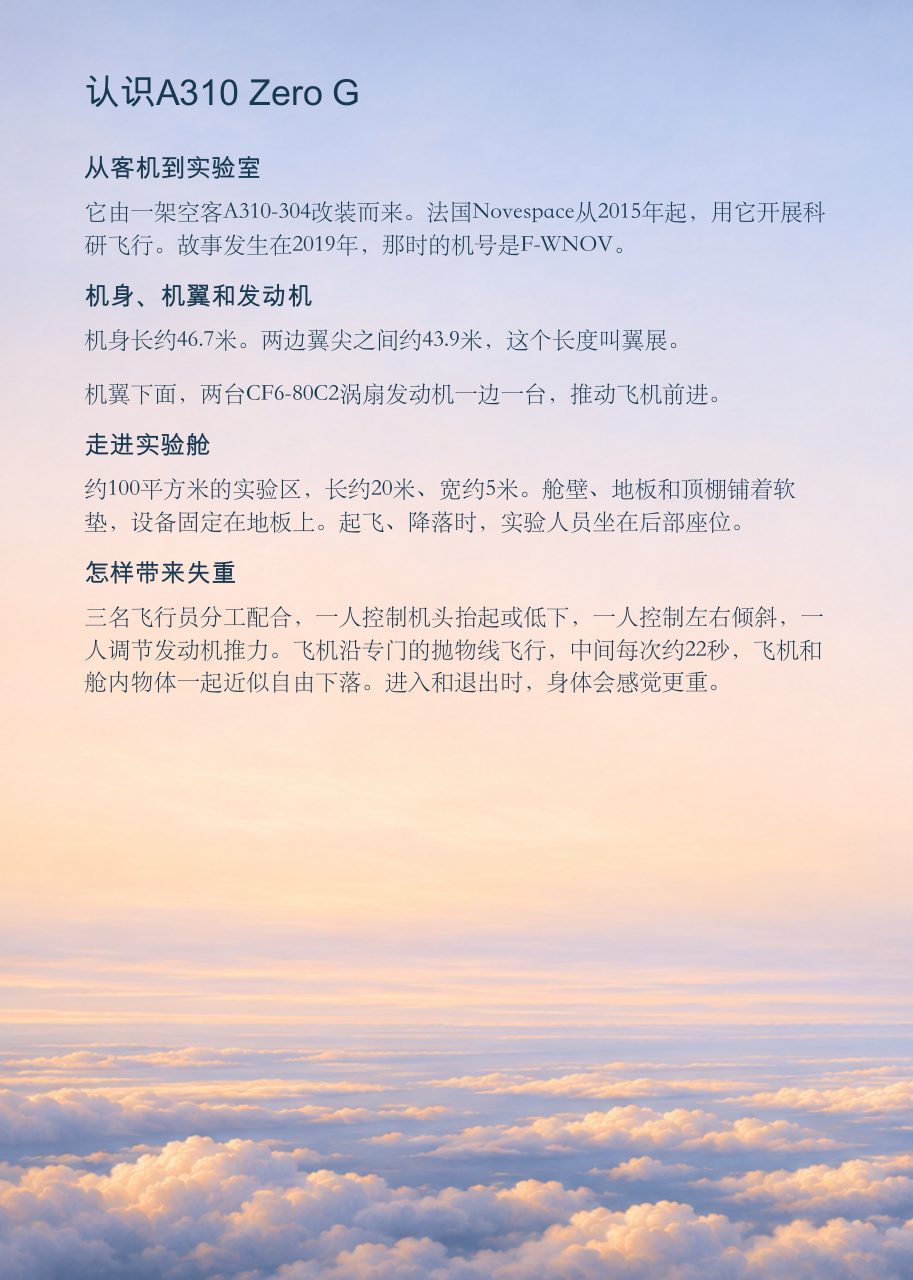 认识A310 Zero G
从客机到实验室
它由一架空客A310-304改装而来。法国Novespace从2015年起，用它开展科
研飞行。故事发生在2019年，那时的机号是F-WNOV。
机身、机翼和发动机
机身长约46.7米。两边翼尖之间约43.9米，这个长度叫翼展。
机翼下面，两台CF6-80C2涡扇发动机一边一台，推动飞机前进。
走进实验舱
约100平方米的实验区，长约20米、宽约5米。舱壁、地板和顶棚铺着软
垫，设备固定在地板上。起飞、降落时，实验人员坐在后部座位。
怎样带来失重
三名飞行员分工配合，一人控制机头抬起或低下，一人控制左右倾斜，一
人调节发动机推力。飞机沿专门的抛物线飞行，中间每次约22秒，飞机和
舱内物体一起近似自由下落。进入和退出时，身体会感觉更重。